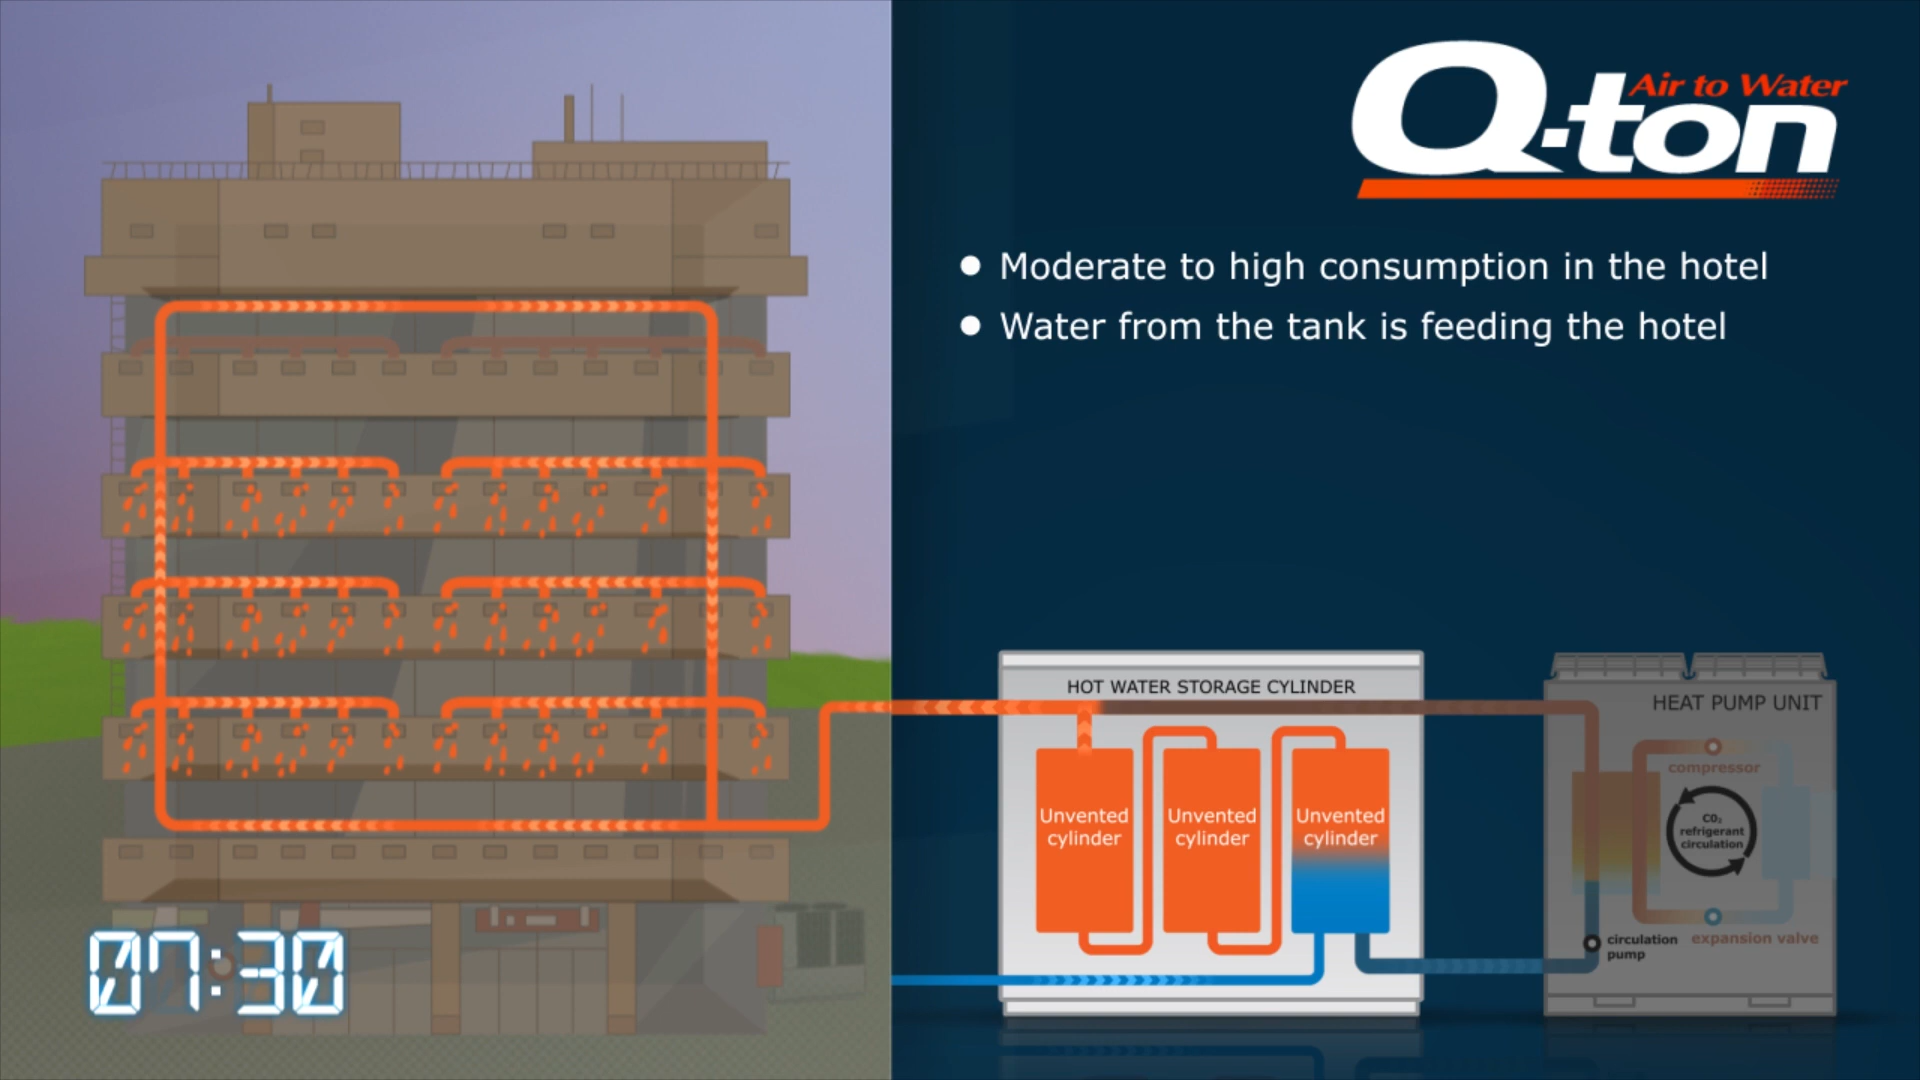 Air to Water
Q-ton
● Moderate to high consumption in the hotel
● Water from the tank is feeding the hotel
HOT WATER STORAGE CYLINDER
Unvented
cylinder
Unvented
cylinder
Unvented
cylinder
HEAT PUMP UNIT
compressor
CO₂
refrigerant
circulation
circulation
pump
expansion valve
07:30